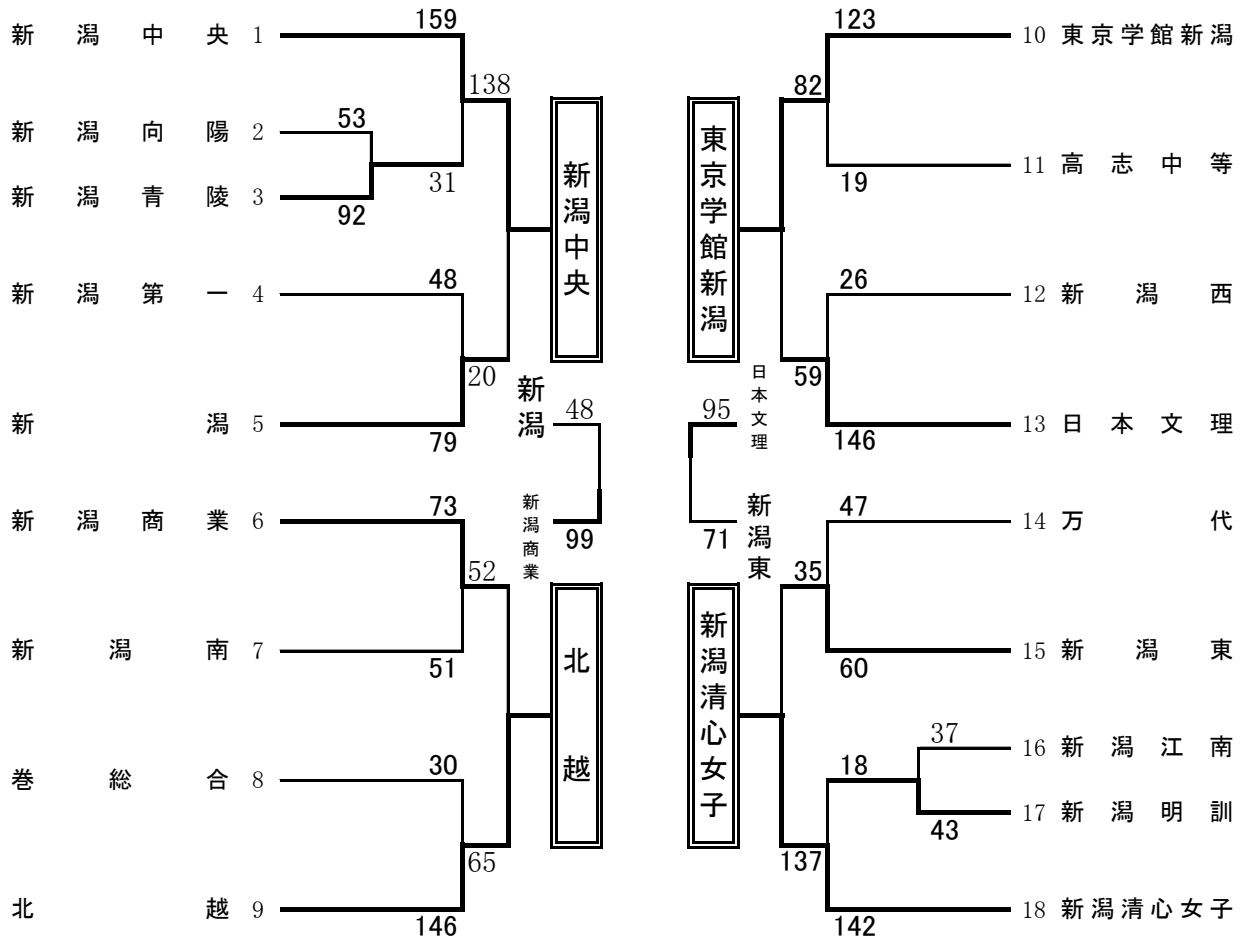 新潟中央 1
159
138
新潟向陽 2
53
31
新潟青陵 3
92
新潟第一 4
48
20
新潟 5
79
新潟商業 6
73
52
新潟南 7
51
巻総合 8
30
65
北越 9
146
新潟中央
新潟
48
新潟商業
99
北越
東京学館新潟
日本文理
95
新潟東
71
新潟清心女子
123
10 東京学館新潟
82
19
11 高志中等
26
12 新潟西
59
146
13 日本文理
47
14 万代
35
60
15 新潟東
37
16 新潟江南
18
43
17 新潟明訓
137
142
18 新潟清心女子